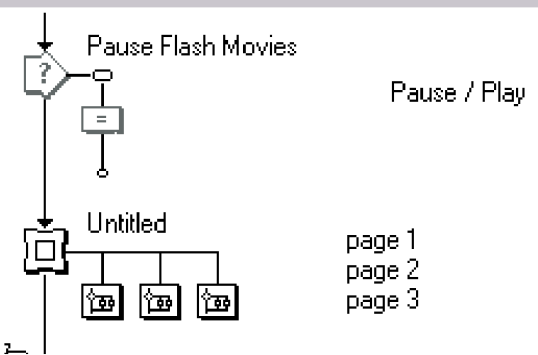 Pause Flash Movies
?
Pause / Play
=
Untitled
page 1
page 2
page 3